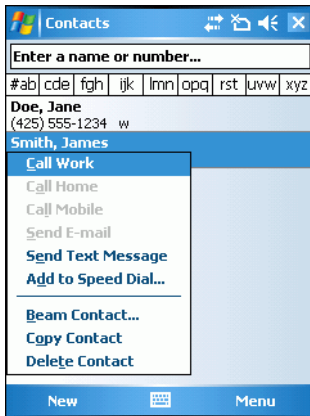 Contacts
Enter a name or number...
#ab cde fgh ijk lmn opq rst uvw xyz
Doe, Jane
(425) 555-1234 w
Smith, James
Call Work
Call Home
Call Mobile
Send E-mail
Send Text Message
Add to Speed Dial...
Beam Contact...
Copy Contact
Delete Contact
New Menu